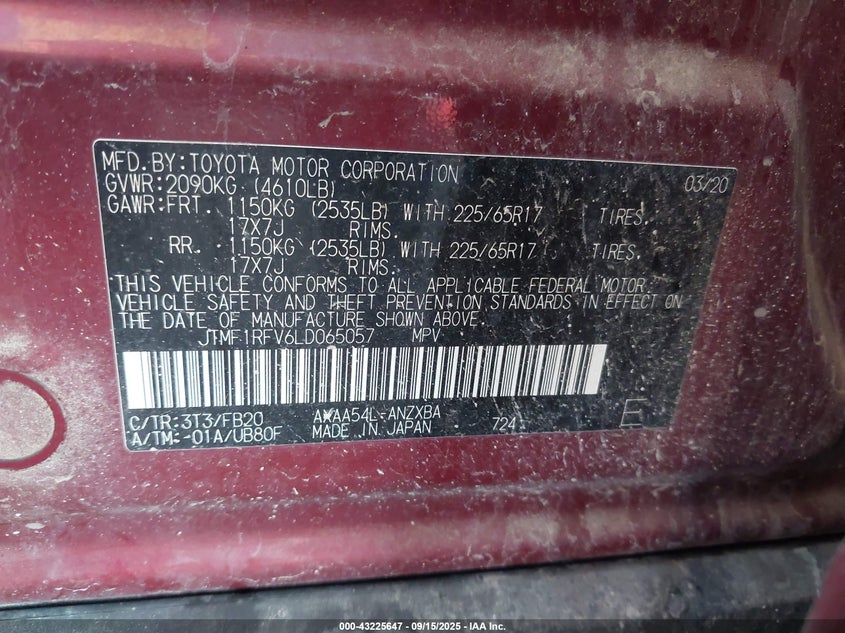 MFD. BY: TOYOTA MOTOR CORPORATION 03/20
GVWR: 2090KG (4610LB)
GAWR: FRT. 1150KG (2535LB) WITH 225/65R17 TIRES.
17X7J RIMS.
RR. 1150KG (2535LB) WITH 225/65R17 TIRES.
17X7J RIMS.
THIS VEHICLE CONFORMS TO ALL APPLICABLE FEDERAL MOTOR
VEHICLE SAFETY AND THEFT PREVENTION STANDARDS IN EFFECT ON
THE DATE OF MANUFACTURE SHOWN ABOVE.
JTMF1RFV6LD065057 MPV
C/TR: 3T3/FB20 AXAA54L-ANZXBA E
A/TM: -01A/UB80F MADE IN JAPAN 724
000-43225647 - 09/15/2025 - IAA Inc.